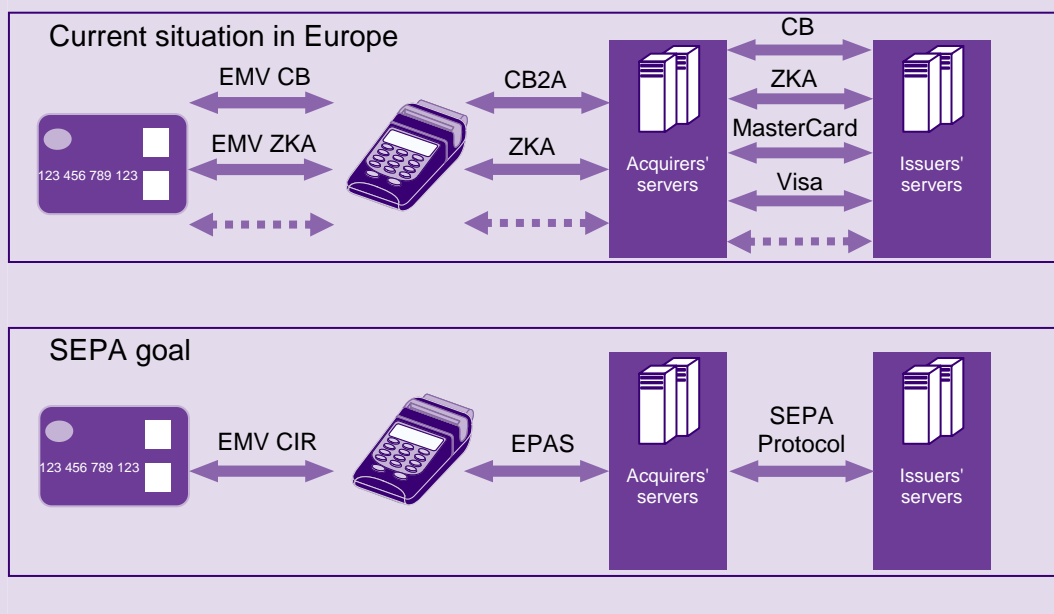 Current situation in Europe
EMV CB
EMV ZKA
123 456 789 123
CB2A
ZKA
Acquirers'
servers
CB
ZKA
MasterCard
Visa
Issuers'
servers
SEPA goal
123 456 789 123
EMV CIR
EPAS
Acquirers'
servers
SEPA
Protocol
Issuers'
servers